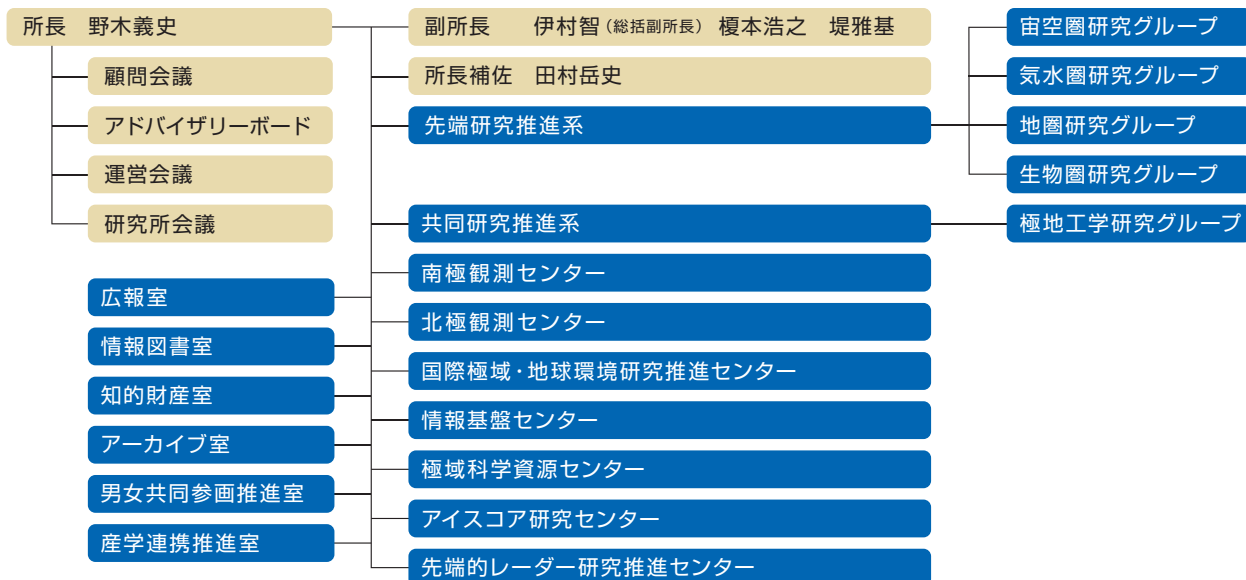 所長 野木義史
顧問会議
アドバイザリーボード
運営会議
研究所会議
広報室
情報図書室
知的財産室
アーカイブ室
男女共同参画推進室
産学連携推進室
副所長 伊村智(総括副所長) 榎本浩之 堤雅基
所長補佐 田村岳史
先端研究推進系
共同研究推進系
南極観測センター
北極観測センター
国際極域・地球環境研究推進センター
情報基盤センター
極域科学資源センター
アイスコア研究センター
先端的レーダー研究推進センター
宙空圏研究グループ
気水圏研究グループ
地圏研究グループ
生物圏研究グループ
極地工学研究グループ